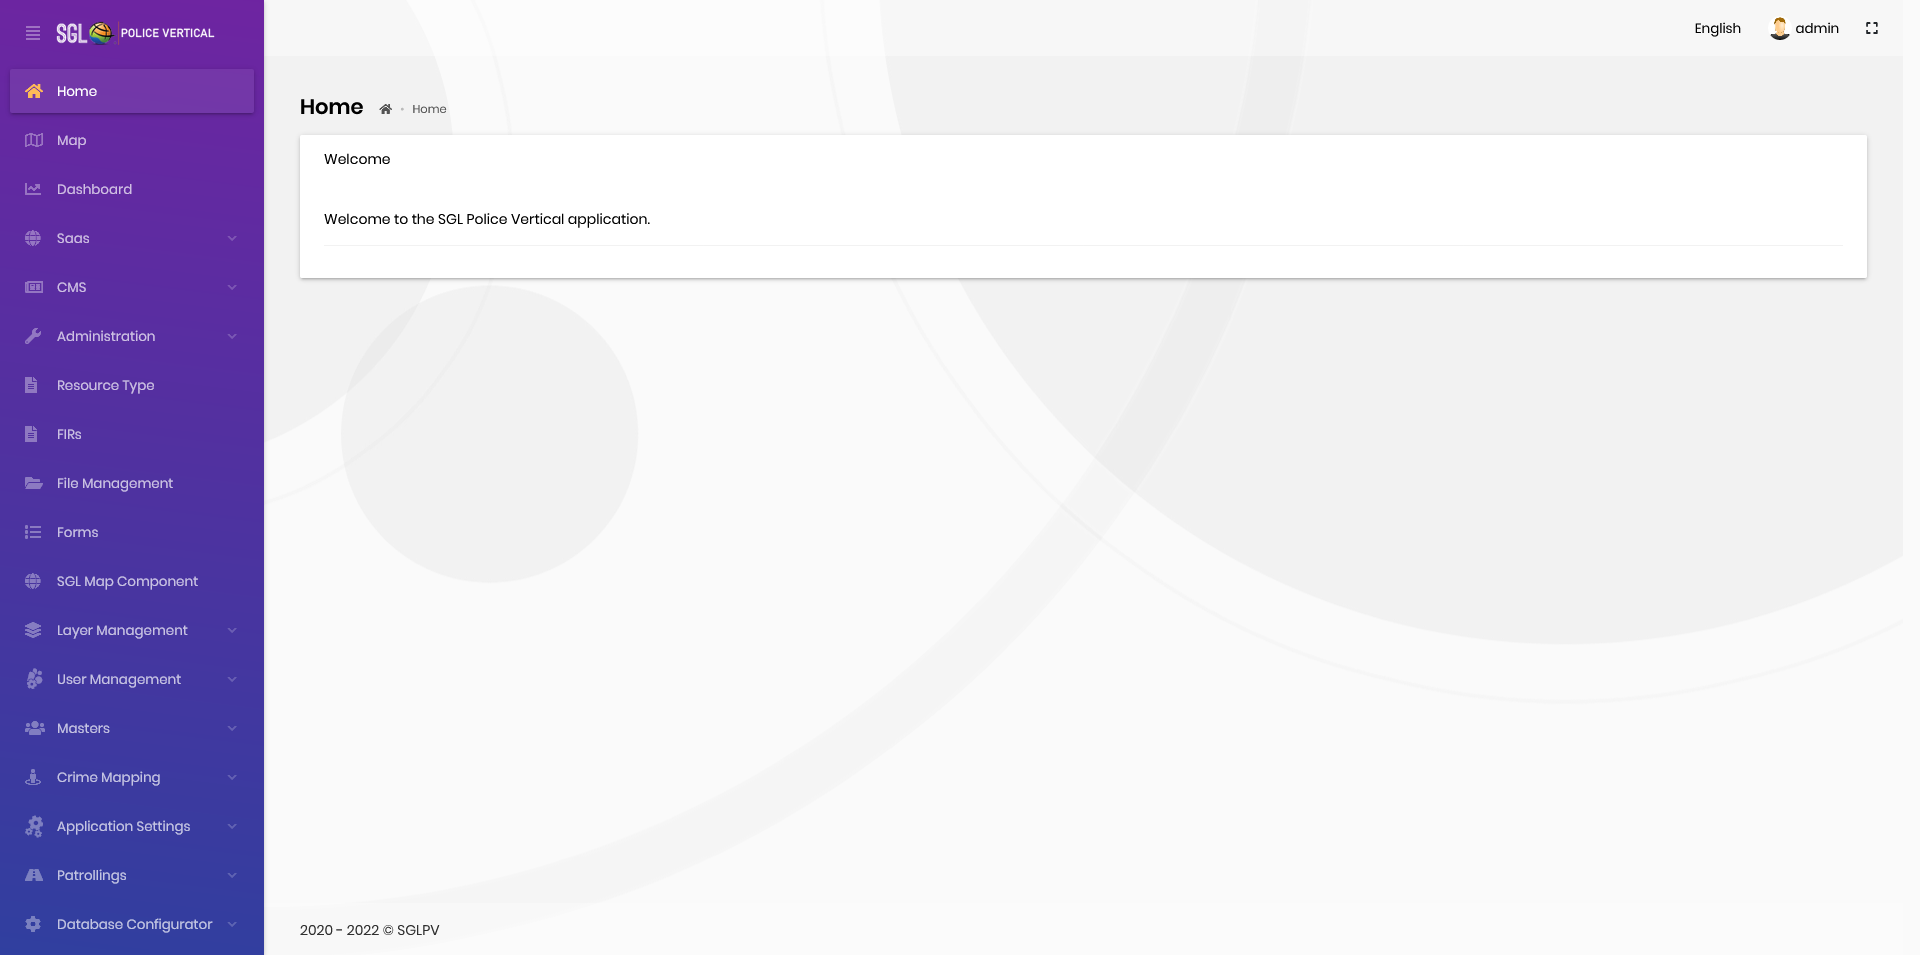 SGL POLICE VERTICAL
English
admin
Home
Map
Dashboard
Saas
CMS
Administration
Resource Type
FIRs
File Management
Forms
SGL Map Component
Layer Management
User Management
Masters
Crime Mapping
Application Settings
Patrollings
Database Configurator
Home
Home
Welcome
Welcome to the SGL Police Vertical application.
2020 - 2022 © SGLPV